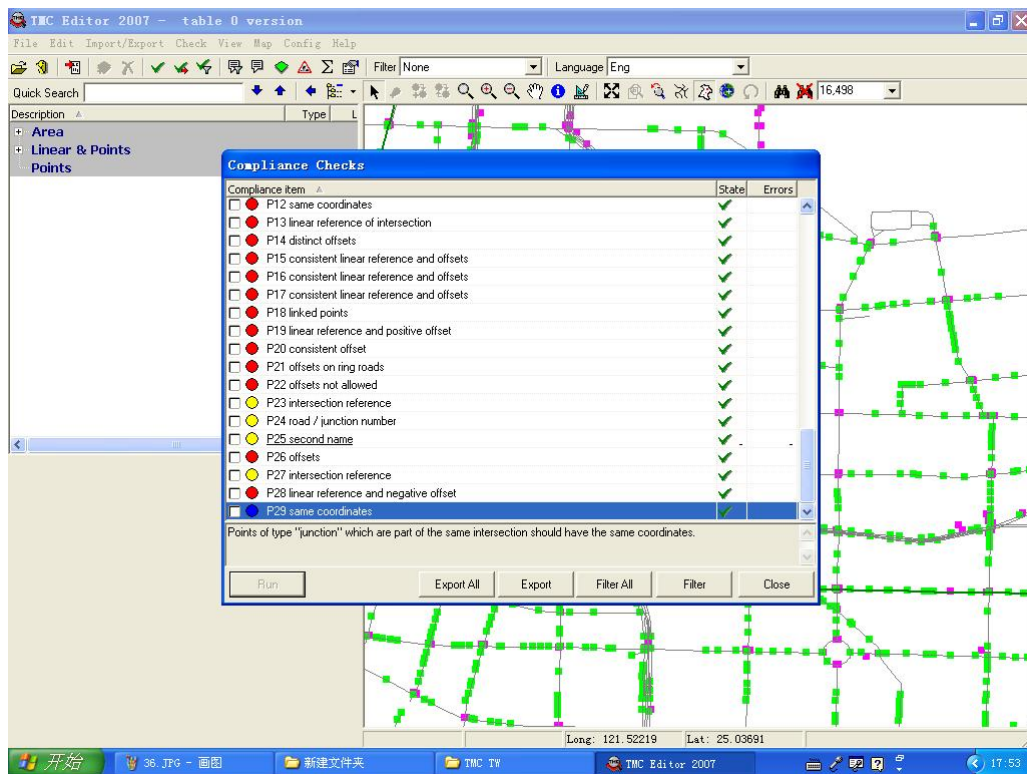 TMC Editor 2007 - table 0 version
File Edit Import/Export Check View Map Config Help
Filter None Language Eng
Quick Search 16,498
Description Type L
Area
Linear & Points
Points
Compliance Checks
Compliance item State Errors
P12 same coordinates
P13 linear reference of intersection
P14 distinct offsets
P15 consistent linear reference and offsets
P16 consistent linear reference and offsets
P17 consistent linear reference and offsets
P18 linked points
P19 linear reference and positive offset
P20 consistent offset
P21 offsets on ring roads
P22 offsets not allowed
P23 intersection reference
P24 road / junction number
P25 second name - -
P26 offsets
P27 intersection reference
P28 linear reference and negative offset
P29 same coordinates
Points of type "junction" which are part of the same intersection should have the same coordinates.
Run Export All Export Filter All Filter Close
Long: 121.52219 Lat: 25.03691
开始 36.JPG - 画图 新建文件夹 TMC TW TMC Editor 2007 17:53